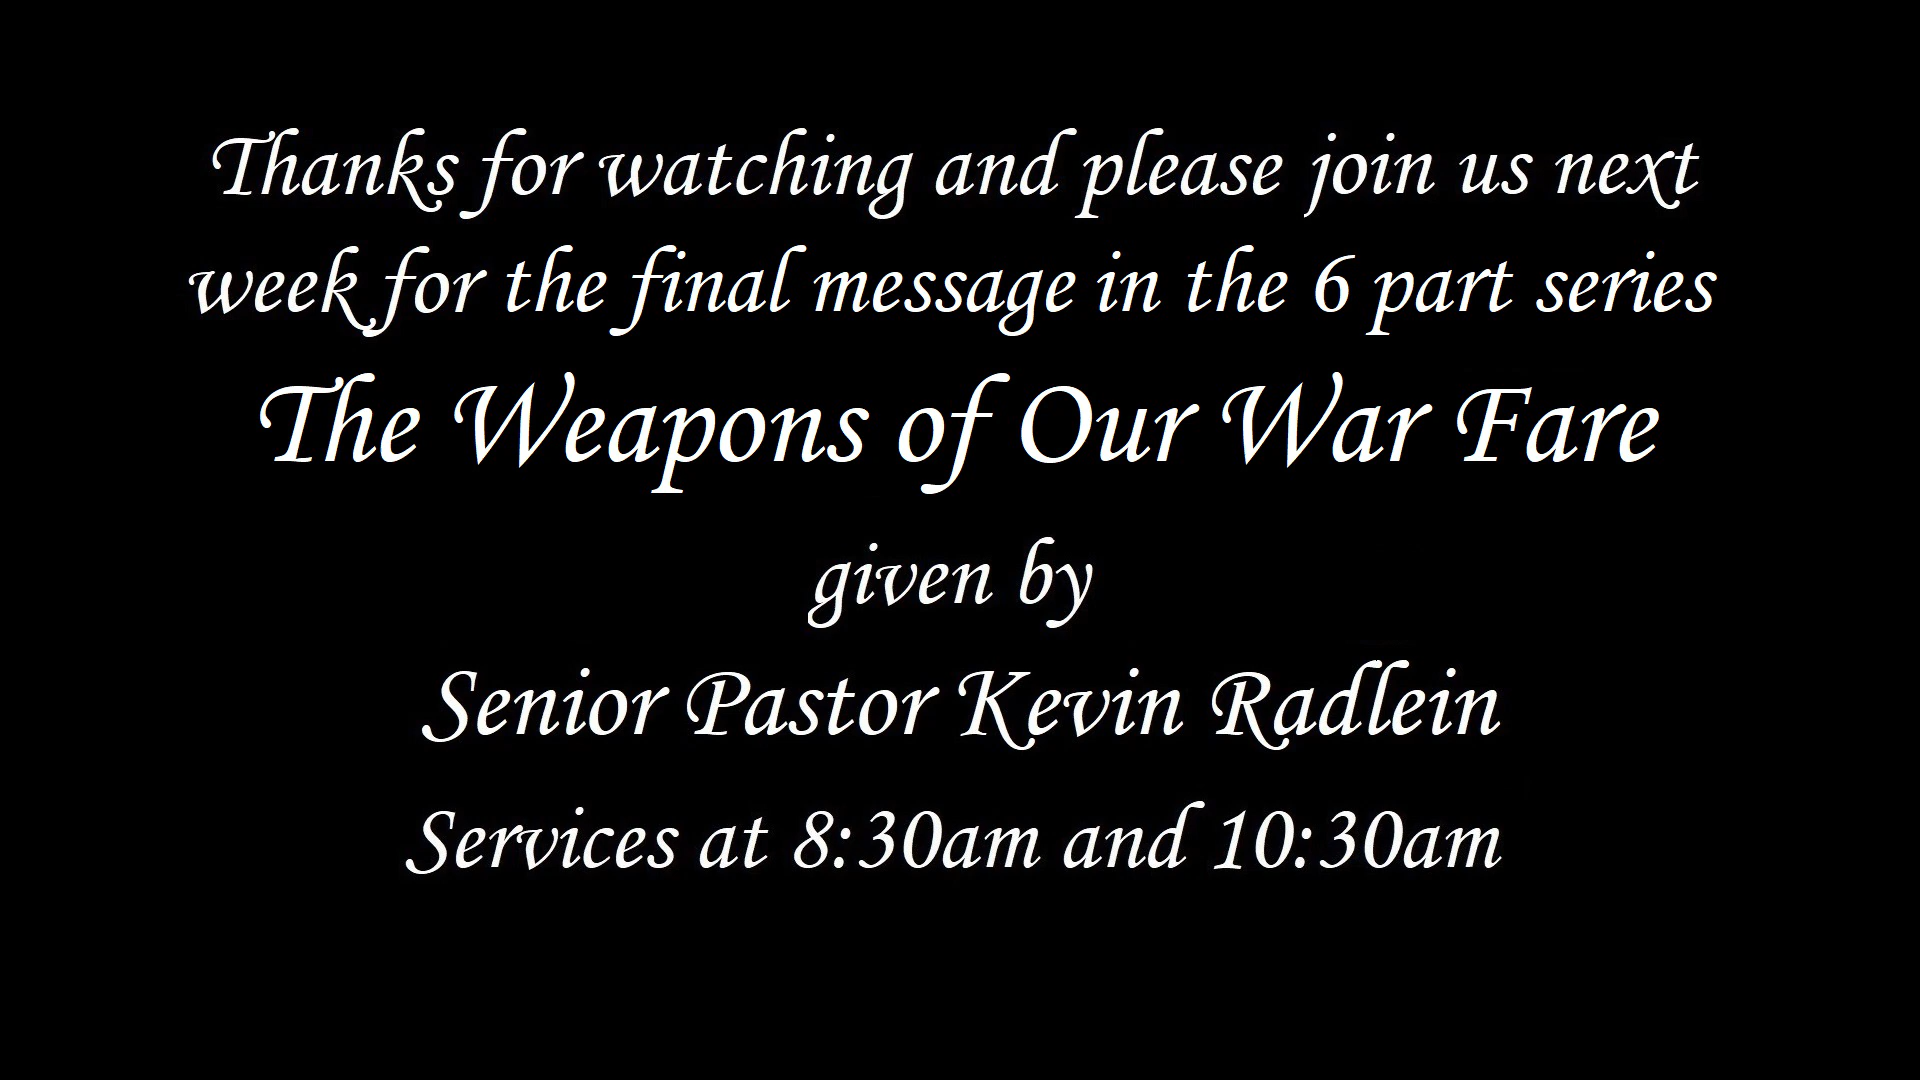 Thanks for watching and please join us next
week for the final message in the 6 part series
The Weapons of Our War Fare
given by
Senior Pastor Kevin Radlein
Services at 8:30am and 10:30am